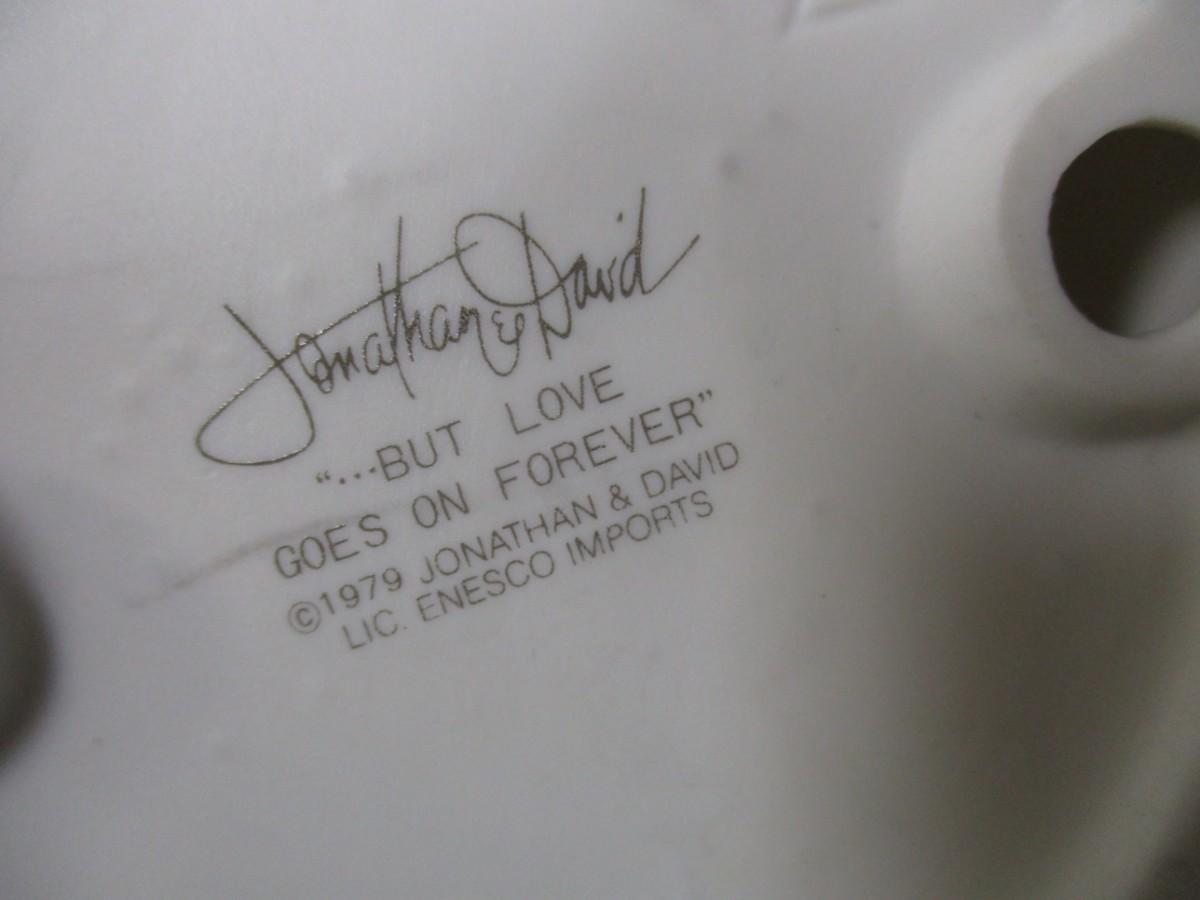 Jonathan & David
“...BUT LOVE
GOES ON FOREVER”
©1979 JONATHAN & DAVID
LIC. ENESCO IMPORTS